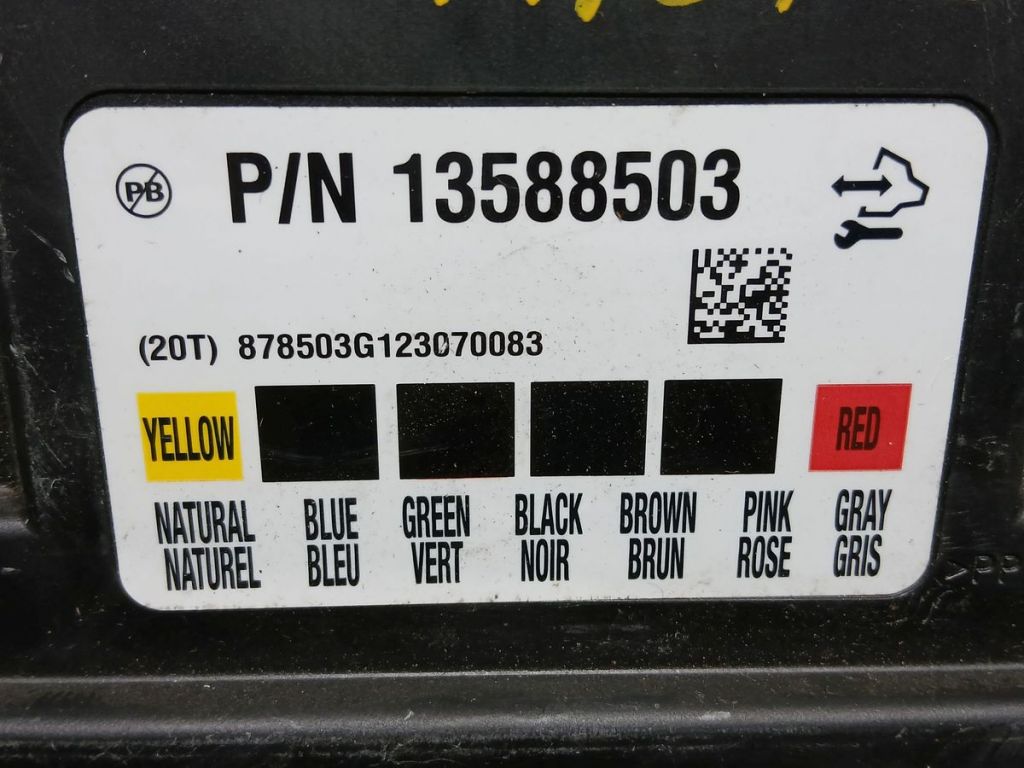 PB
P/N 13588503
(20T) 878503G123070083
YELLOW RED
NATURAL BLUE GREEN BLACK BROWN PINK GRAY
NATUREL BLEU VERT NOIR BRUN ROSE GRIS
>PP